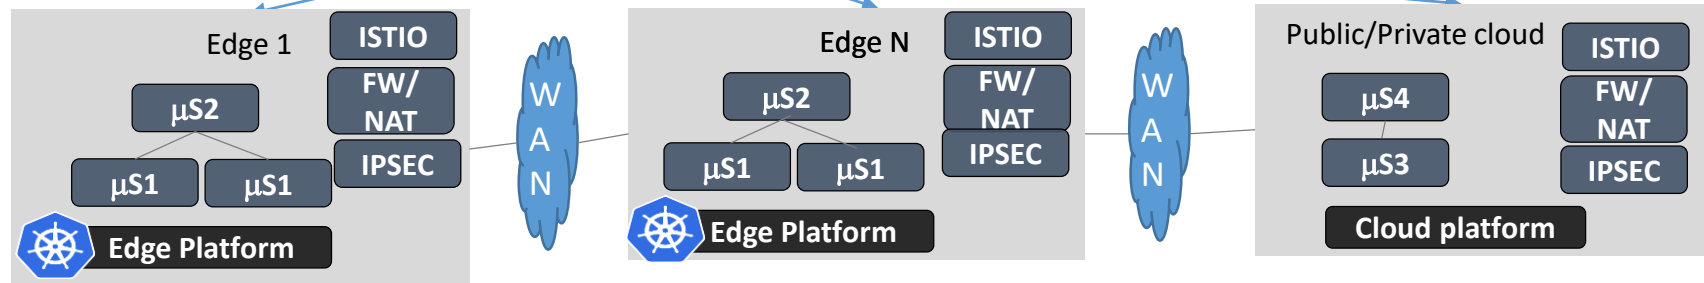 Edge 1
ISTIO
FW/
NAT
IPSEC
μS2
μS1
μS1
Edge Platform
W
A
N
Edge N
ISTIO
FW/
NAT
IPSEC
μS2
μS1
μS1
Edge Platform
W
A
N
Public/Private cloud
ISTIO
FW/
NAT
IPSEC
μS4
μS3
Cloud platform